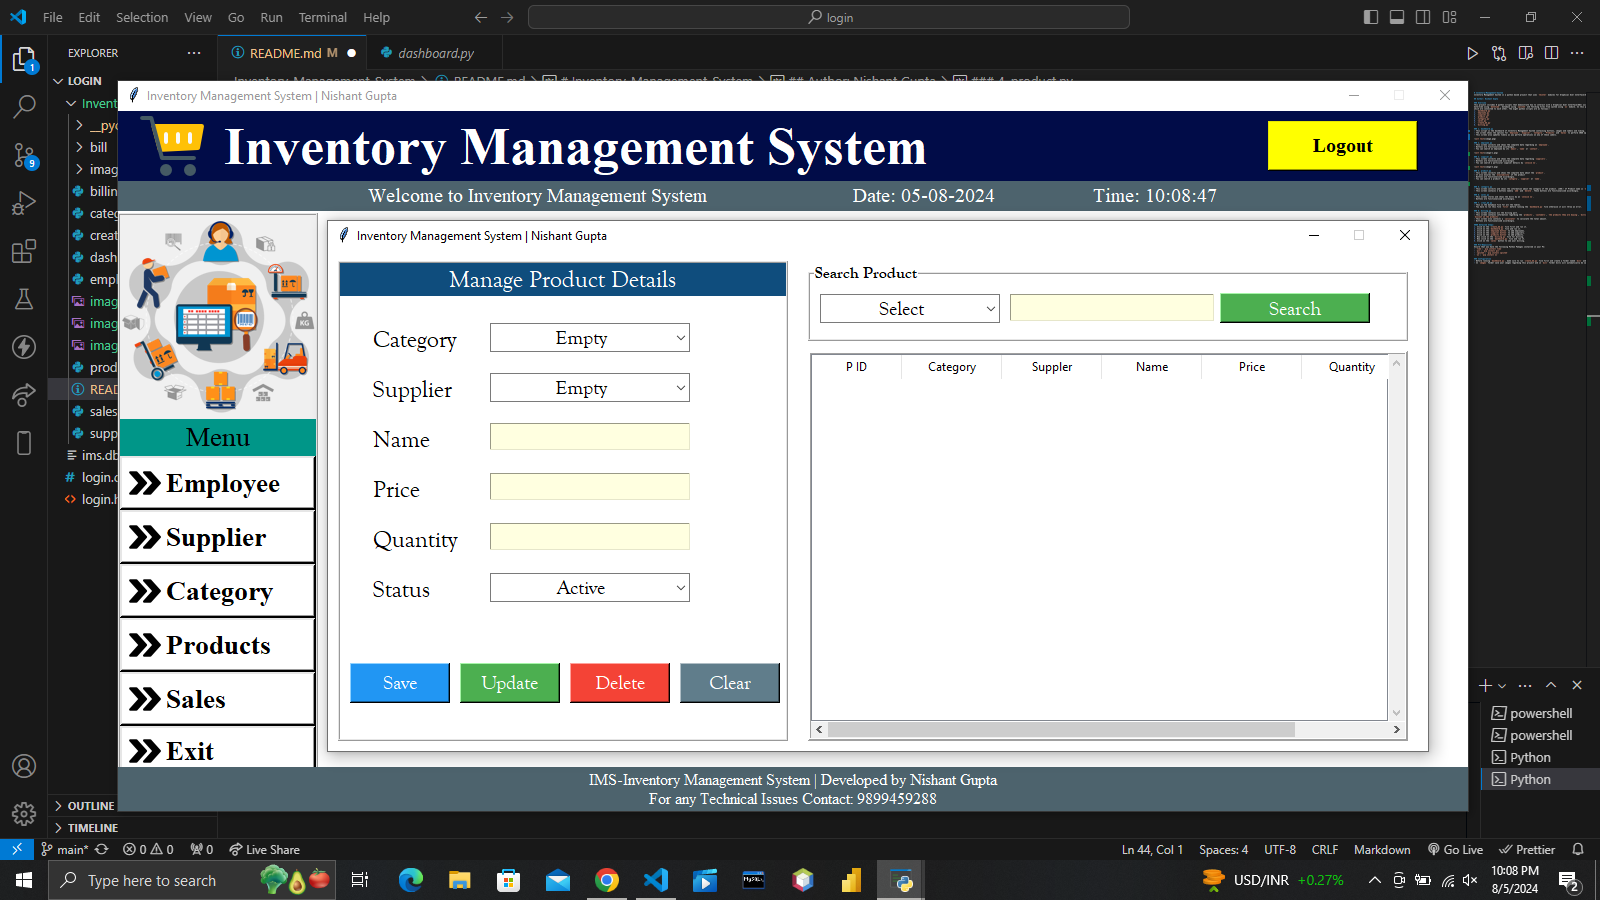 File Edit Selection View Go Run Terminal Help
login
EXPLORER
README.md M
dashboard.py
LOGIN
Invent
bill
imag
billin
categ
creat
dash
empl
imag
imag
imag
prod
READ
sales
supp
ims.db
login.c
login.h
OUTLINE
TIMELINE
Inventory Management System | Nishant Gupta
Inventory Management System
Logout
Welcome to Inventory Management System Date: 05-08-2024 Time: 10:08:47
Menu
Employee
Supplier
Category
Products
Sales
Exit
Inventory Management System | Nishant Gupta
Manage Product Details
Category Empty
Supplier Empty
Name
Price
Quantity
Status Active
Save Update Delete Clear
Search Product
Select
Search
P ID Category Suppler Name Price Quantity
IMS-Inventory Management System | Developed by Nishant Gupta
For any Technical Issues Contact: 9899459288
powershell
powershell
Python
Python
main* 0 0 0 Live Share
Ln 44, Col 1 Spaces: 4 UTF-8 CRLF Markdown Go Live Prettier
Type here to search
USD/INR +0.27%
10:08 PM
8/5/2024
2
1
9